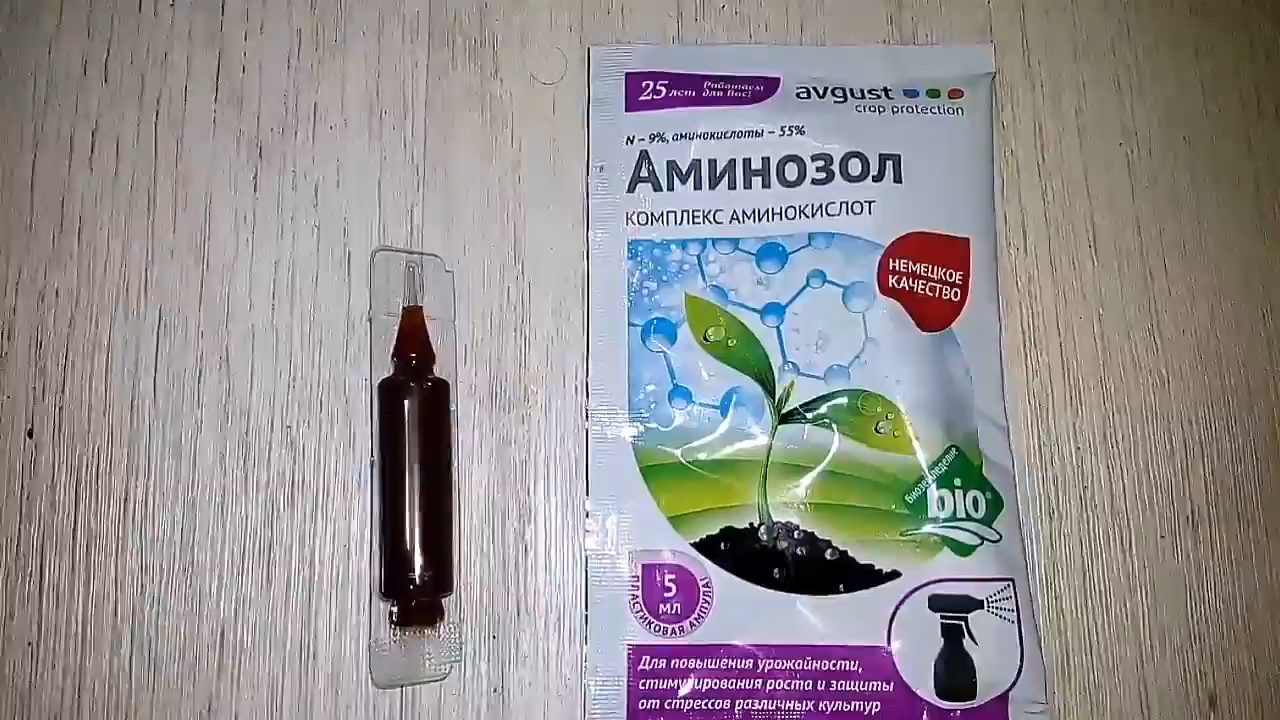 25 лет Работаем для Вас!
avgust
crop protection
N – 9%, аминокислоты – 55%
Аминозол
КОМПЛЕКС АМИНОКИСЛОТ
НЕМЕЦКОЕ
КАЧЕСТВО
биоземледелие
bio®
5
мл
ПЛАСТИКОВАЯ АМПУЛА
Для повышения урожайности,
стимулирования роста и защиты
от стрессов различных культур